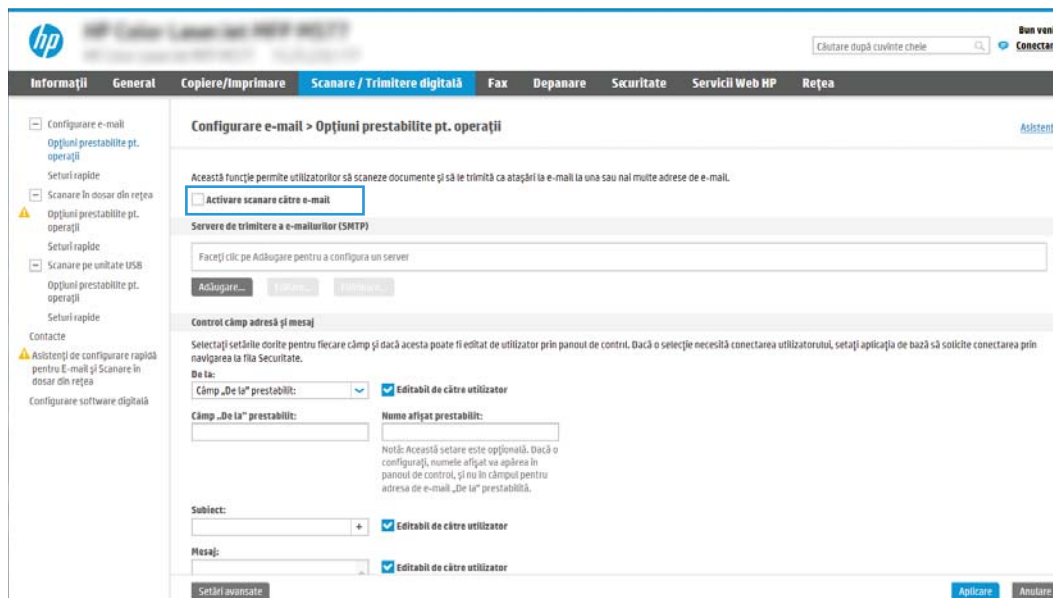 hp
Căutare după cuvinte cheie
Bun veni
Conectar
Informații General Copiere/Imprimare Scanare / Trimitere digitală Fax Depanare Securitate Servicii Web HP Rețea
Configurare e-mail
Opțiuni prestabilite pt.
operații
Seturi rapide
Scanare în dosar din rețea
Opțiuni prestabilite pt.
operații
Seturi rapide
Scanare pe unitate USB
Opțiuni prestabilite pt.
operații
Seturi rapide
Contacte
Asistenți de configurare rapidă
pentru E-mail și Scanare în
dosar din rețea
Configurare software digitală
Configurare e-mail > Opțiuni prestabilite pt. operații
Asistenț
Această funcție permite utilizatorilor să scaneze documente și să le trimită ca atașări la e-mail la una sau nai multe adrese de e-mail.
Activare scanare către e-mail
Servere de trimitere a e-mailurilor (SMTP)
Faceți clic pe Adăugare pentru a configura un server
Adăugare...
Control câmp adresă și mesaj
Selectați setările dorite pentru fiecare câmp și dacă acesta poate fi editat de utilizator prin panoul de contrl. Dacă o selecție necesită conectarea utilizatorului, setați aplicația de bază să solicite conectarea prin
navigarea la fila Securitate.
De la:
Câmp „De la” prestabilit:
Editabil de către utilizator
Câmp „De la” prestabilit:
Nume afișat prestabilit:
Notă: Această setare este opțională. Dacă o
configurați, numele afișat va apărea în
panoul de control, și nu în câmpul pentru
adresa de e-mail „De la” prestabilită.
Subiect:
+
Editabil de către utilizator
Mesaj:
Editabil de către utilizator
Setări avansate
Aplicare
Anulare